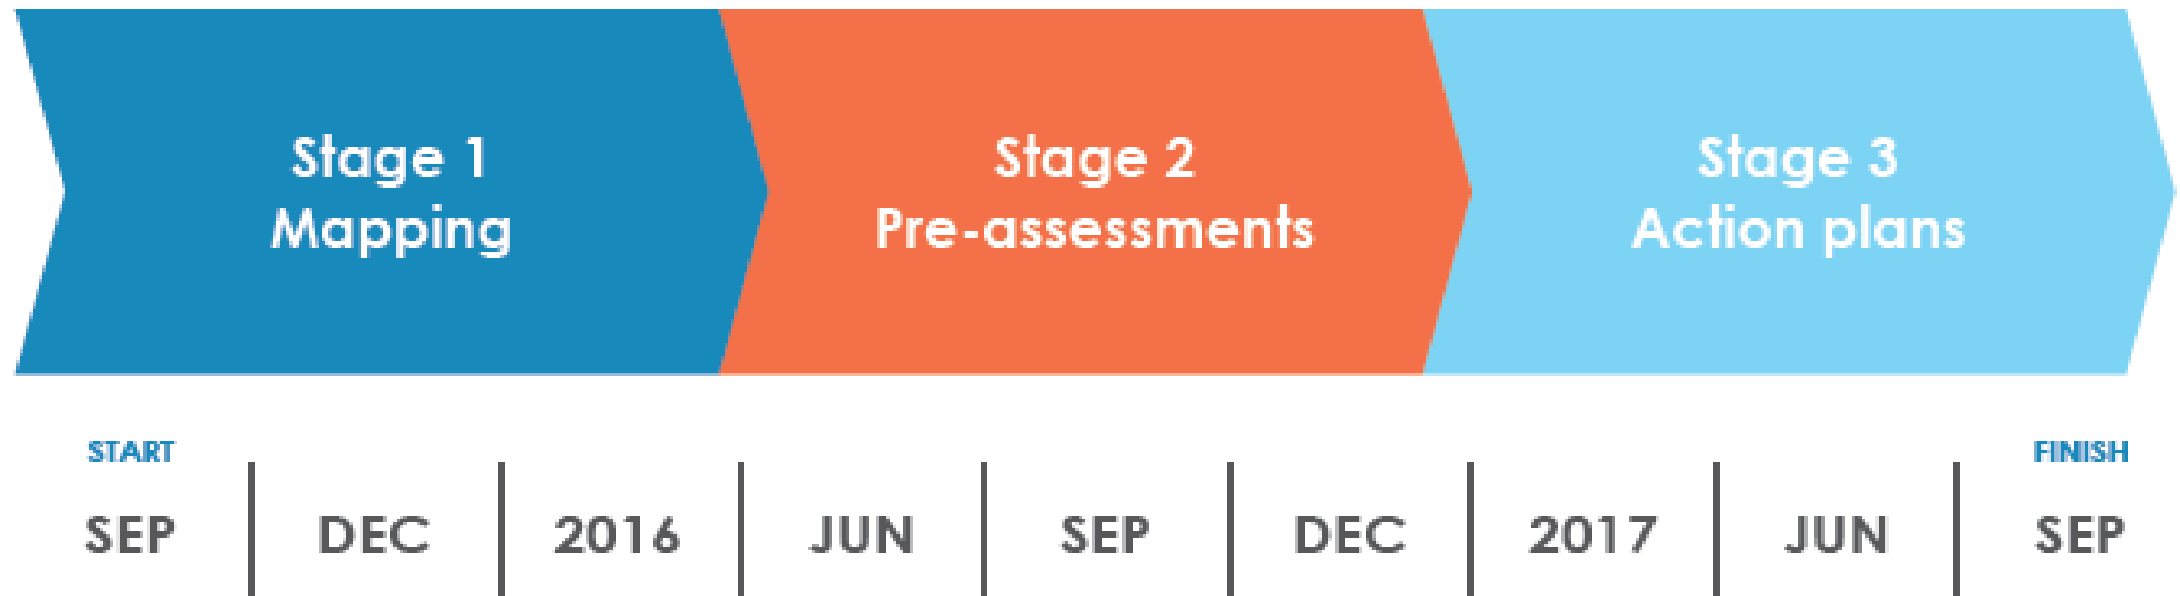 Stage 1
Mapping
Stage 2
Pre-assessments
Stage 3
Action plans
START
FINISH
SEP
DEC
2016
JUN
SEP
DEC
2017
JUN
SEP